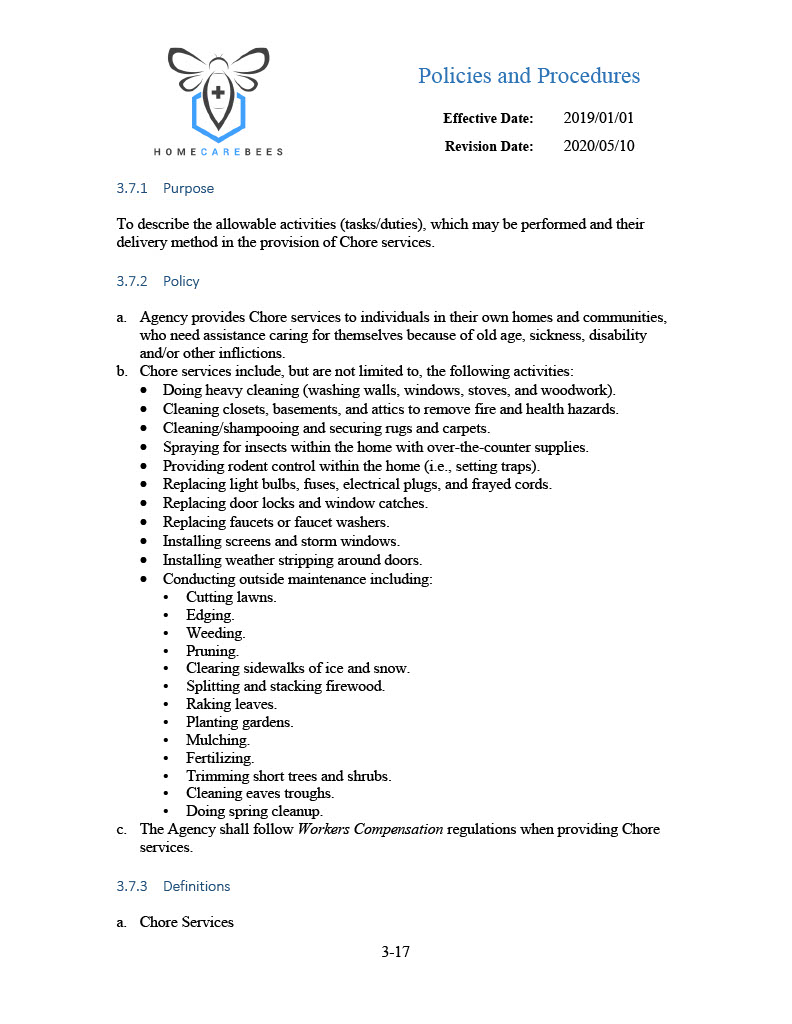 Policies and Procedures
Effective Date: 2019/01/01
Revision Date: 2020/05/10
HOMECAREBEES
3.7.1 Purpose
To describe the allowable activities (tasks/duties), which may be performed and their
delivery method in the provision of Chore services.
3.7.2 Policy
a. Agency provides Chore services to individuals in their own homes and communities,
who need assistance caring for themselves because of old age, sickness, disability
and/or other inflictions.
b. Chore services include, but are not limited to, the following activities:
• Doing heavy cleaning (washing walls, windows, stoves, and woodwork).
• Cleaning closets, basements, and attics to remove fire and health hazards.
• Cleaning/shampooing and securing rugs and carpets.
• Spraying for insects within the home with over-the-counter supplies.
• Providing rodent control within the home (i.e., setting traps).
• Replacing light bulbs, fuses, electrical plugs, and frayed cords.
• Replacing door locks and window catches.
• Replacing faucets or faucet washers.
• Installing screens and storm windows.
• Installing weather stripping around doors.
• Conducting outside maintenance including:
• Cutting lawns.
• Edging.
• Weeding.
• Pruning.
• Clearing sidewalks of ice and snow.
• Splitting and stacking firewood.
• Raking leaves.
• Planting gardens.
• Mulching.
• Fertilizing.
• Trimming short trees and shrubs.
• Cleaning eaves troughs.
• Doing spring cleanup.
c. The Agency shall follow Workers Compensation regulations when providing Chore
services.
3.7.3 Definitions
a. Chore Services
3-17